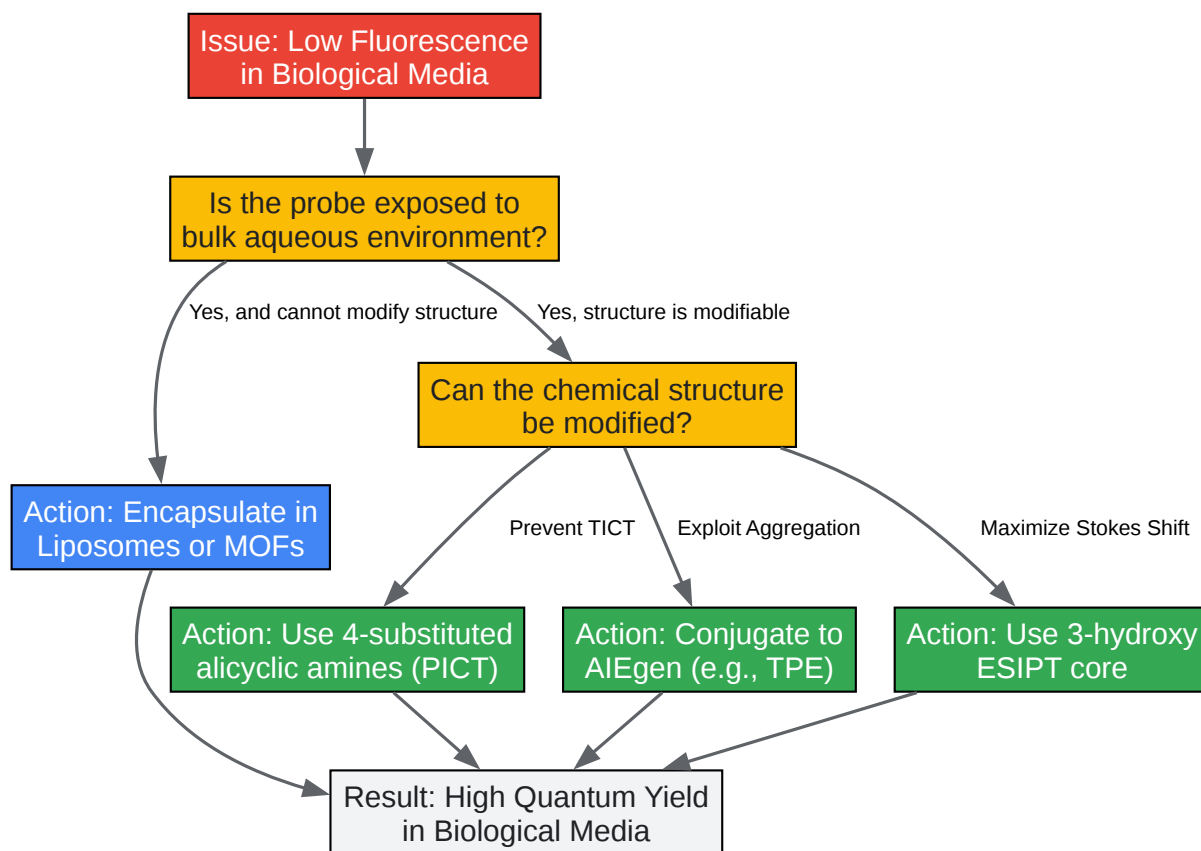 Issue: Low Fluorescence
in Biological Media
Is the probe exposed to
bulk aqueous environment?
Yes, and cannot modify structure
Yes, structure is modifiable
Can the chemical structure
be modified?
Action: Encapsulate in
Liposomes or MOFs
Prevent TICT
Exploit Aggregation
Maximize Stokes Shift
Action: Use 4-substituted
alicyclic amines (PICT)
Action: Conjugate to
AIEgen (e.g., TPE)
Action: Use 3-hydroxy
ESIPT core
Result: High Quantum Yield
in Biological Media